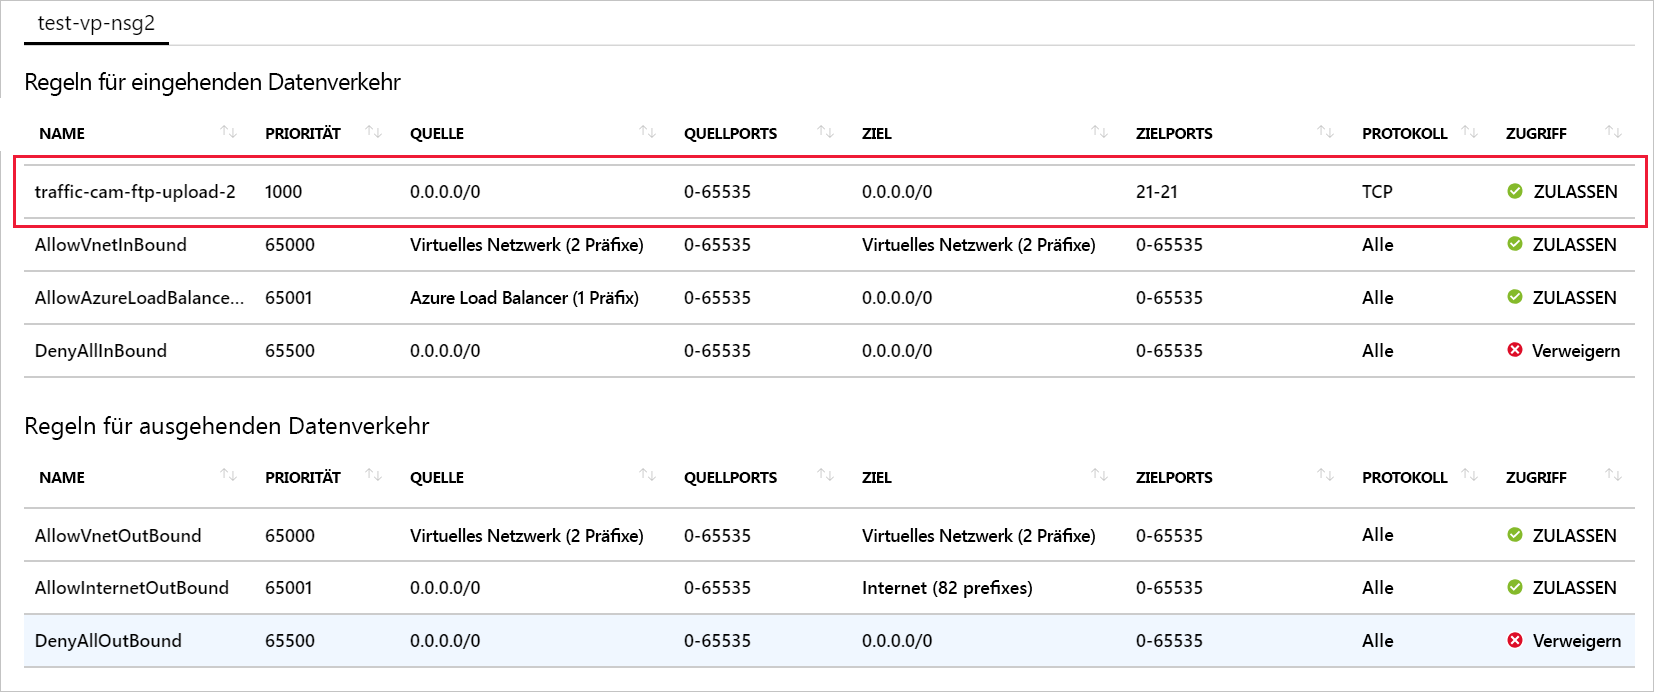 test-vp-nsg2
Regeln für eingehenden Datenverkehr
NAME PRIORITÄT QUELLE QUELLPORTS ZIEL ZIELPORTS PROTOKOLL ZUGRIFF
traffic-cam-ftp-upload-2 1000 0.0.0.0/0 0-65535 0.0.0.0/0 21-21 TCP ZULASSEN
AllowVnetInBound 65000 Virtuelles Netzwerk (2 Präfixe) 0-65535 Virtuelles Netzwerk (2 Präfixe) 0-65535 Alle ZULASSEN
AllowAzureLoadBalance... 65001 Azure Load Balancer (1 Präfix) 0-65535 0.0.0.0/0 0-65535 Alle ZULASSEN
DenyAllInBound 65500 0.0.0.0/0 0-65535 0.0.0.0/0 0-65535 Alle Verweigern
Regeln für ausgehenden Datenverkehr
NAME PRIORITÄT QUELLE QUELLPORTS ZIEL ZIELPORTS PROTOKOLL ZUGRIFF
AllowVnetOutBound 65000 Virtuelles Netzwerk (2 Präfixe) 0-65535 Virtuelles Netzwerk (2 Präfixe) 0-65535 Alle ZULASSEN
AllowInternetOutBound 65001 0.0.0.0/0 0-65535 Internet (82 prefixes) 0-65535 Alle ZULASSEN
DenyAllOutBound 65500 0.0.0.0/0 0-65535 0.0.0.0/0 0-65535 Alle Verweigern